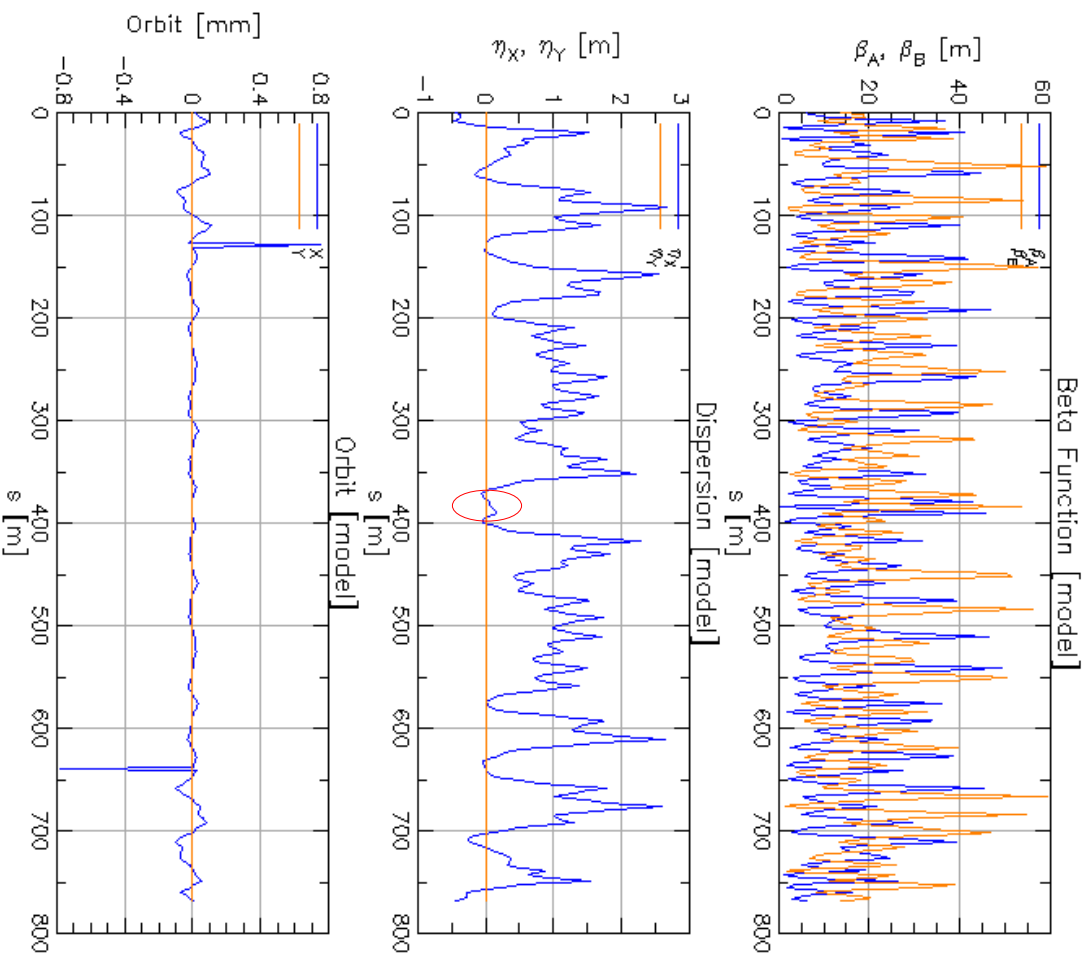 Beta Function [model]
β_A, β_B [m]
0 20 40 60
β_A
β_B
0 100 200 300 400 500 600 700 800
s [m]
Dispersion [model]
η_X, η_Y [m]
-1 0 1 2 3
η_X
η_Y
0 100 200 300 400 500 600 700 800
s [m]
Orbit [model]
Orbit [mm]
-0.8 -0.4 0 0.4 0.8
X
Y
0 100 200 300 400 500 600 700 800
s [m]